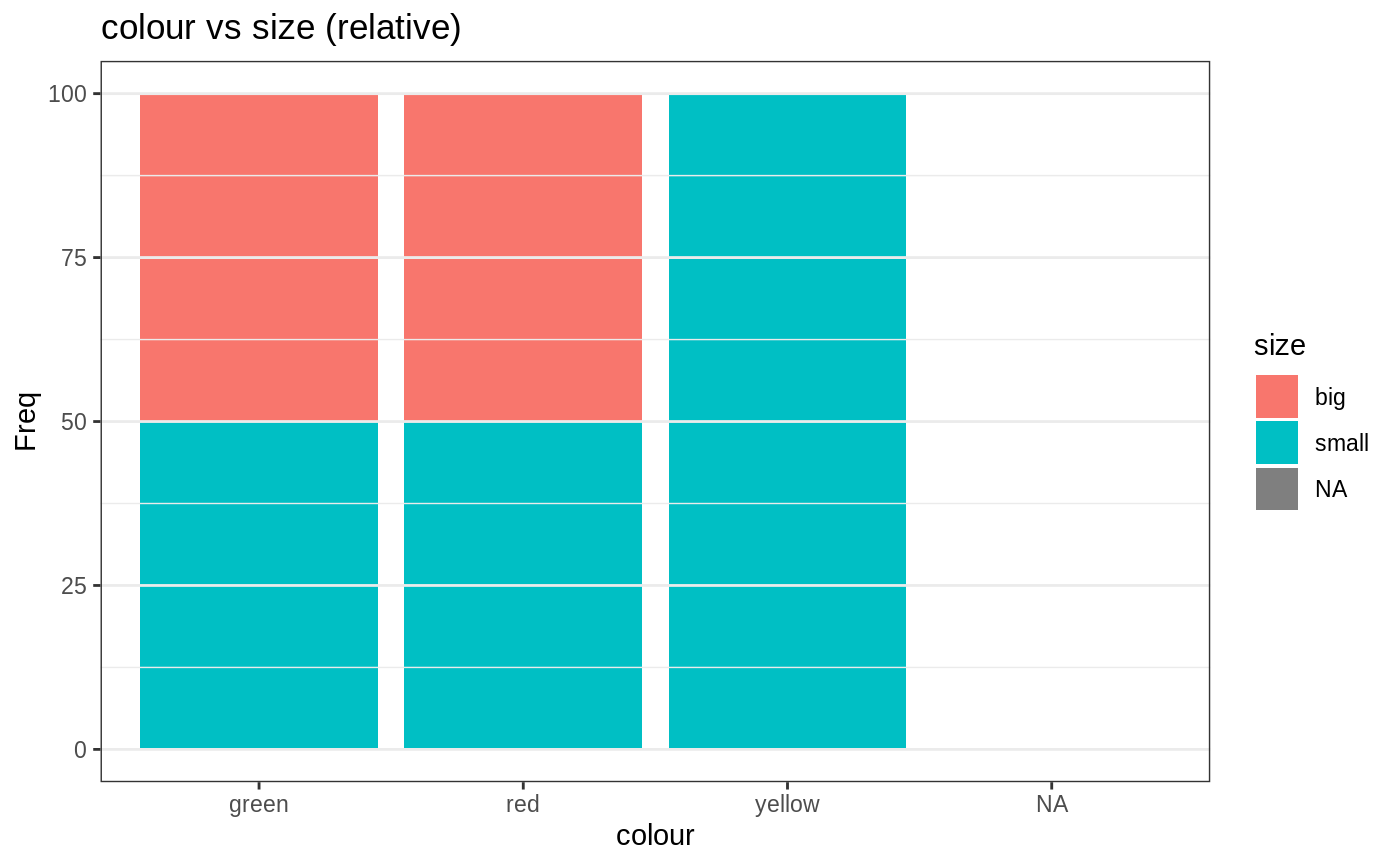 colour vs size (relative)
100
75
50
25
0
Freq
green
red
yellow
NA
colour
size
big
small
NA